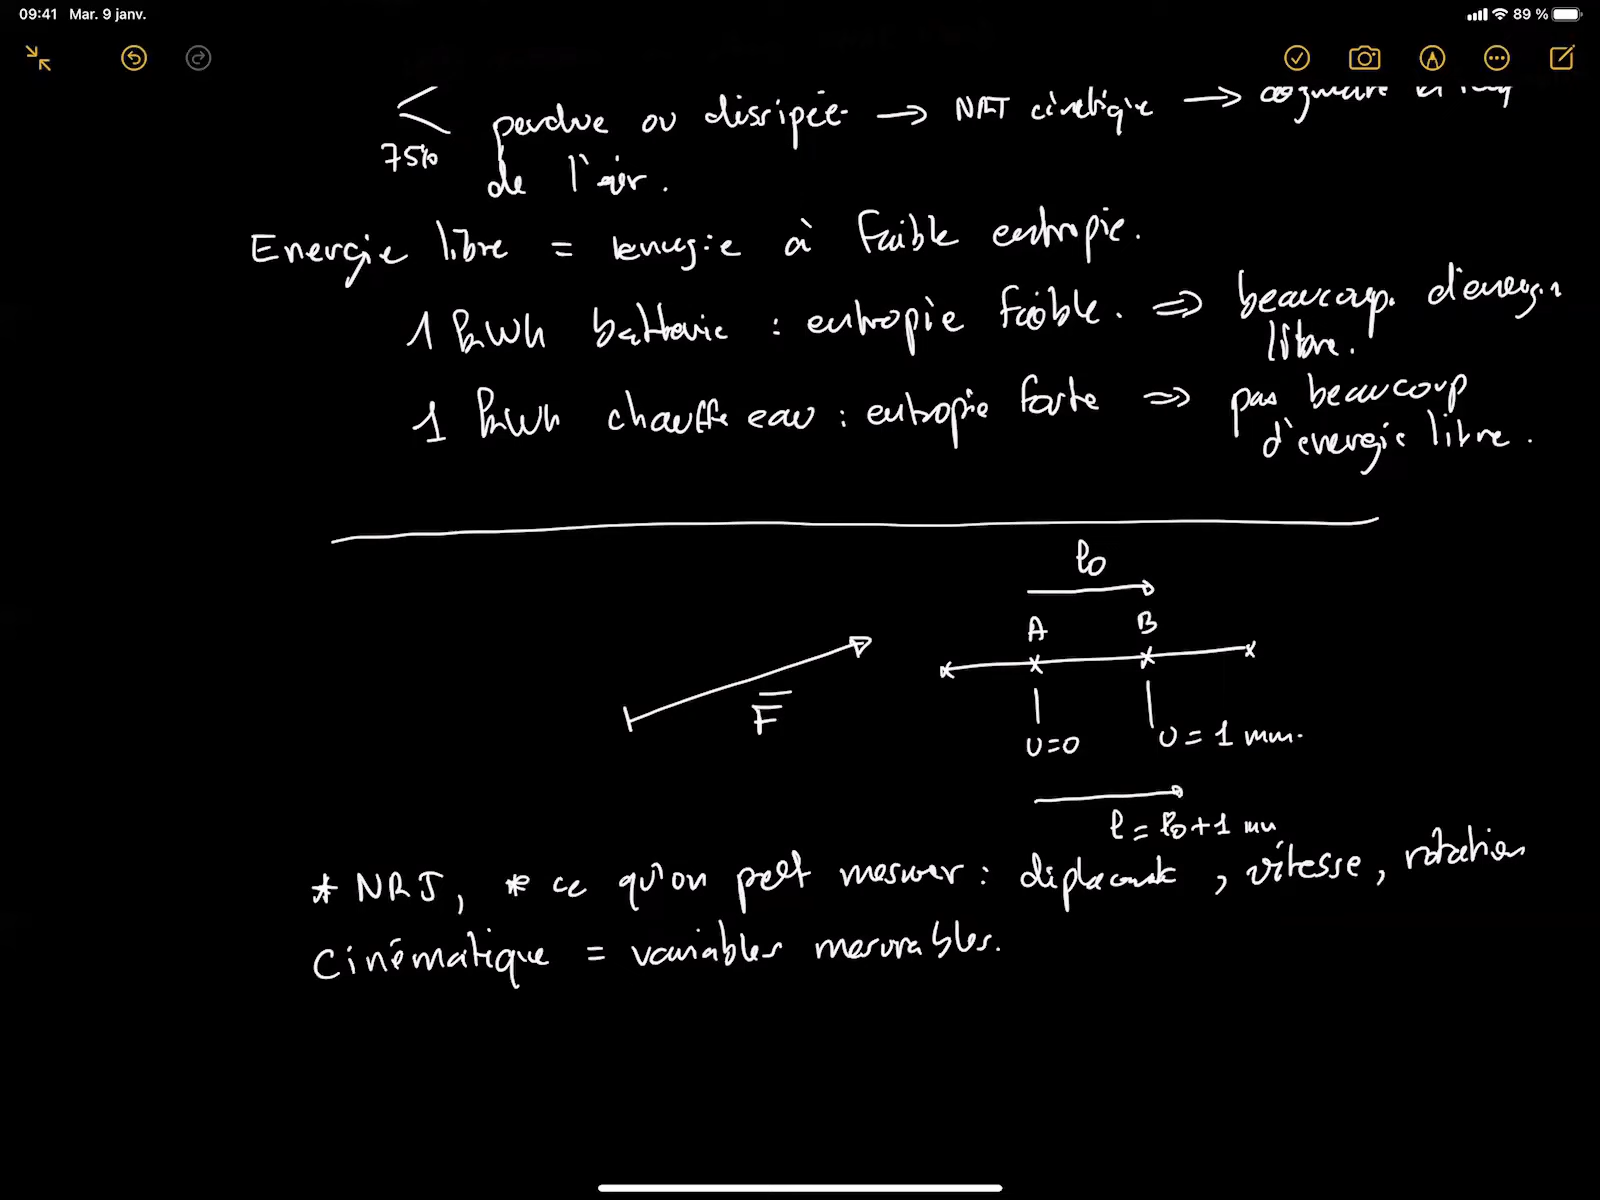 09:41 Mar. 9 janv. 89 %
perdue ou dissipée → NRJ cinétique →
75%
de l'air.
Energie libre = énergie à faible entropie.
1 kWh batterie : entropie faible. ⇒ beaucoup d'énergie
libre.
1 kWh chauffe eau : entropie forte ⇒ pas beaucoup
d'énergie libre.
l0
A B
F
U=0 U = 1 mm.
l = l0 + 1 mm
* NRJ, * ce qu'on peut mesurer : déplacement, vitesse, rotation
Cinématique = variables mesurables.